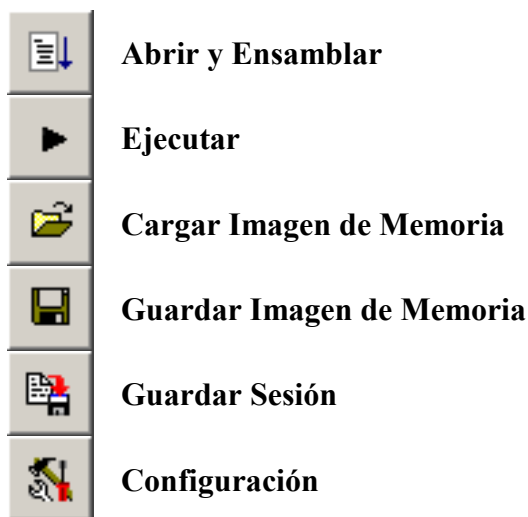 Abrir y Ensamblar
Ejecutar
Cargar Imagen de Memoria
Guardar Imagen de Memoria
Guardar Sesión
Configuración